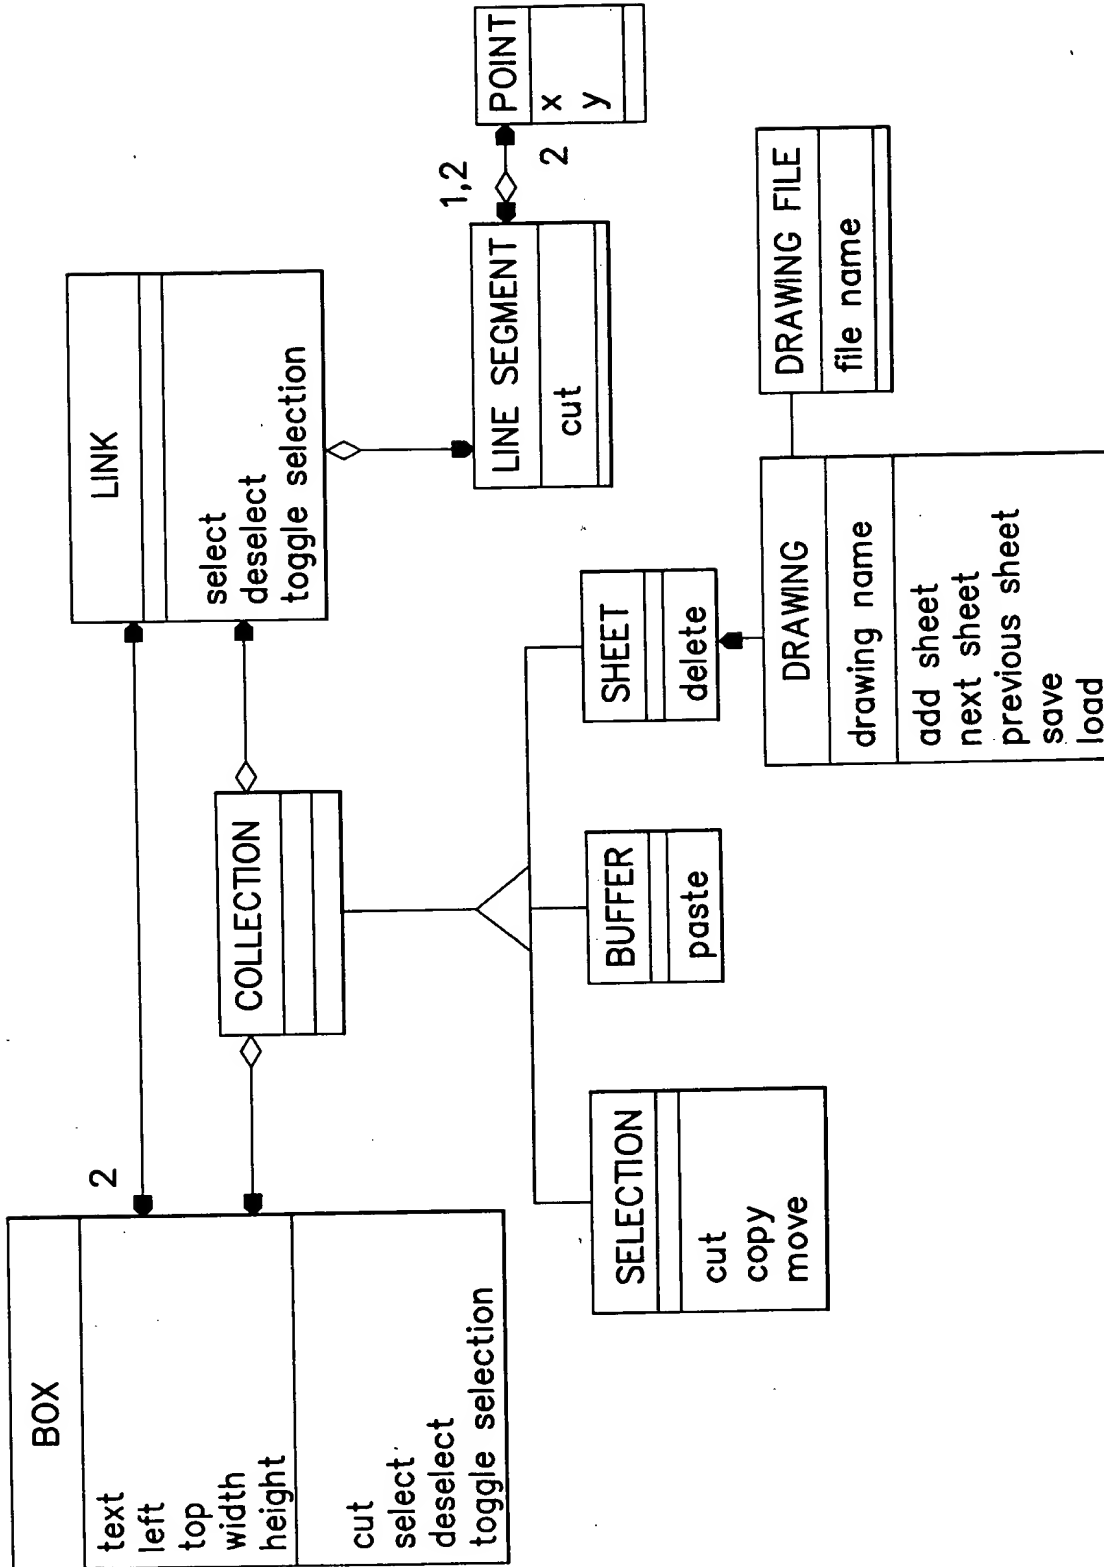 BOX
text
left
top
width
height
cut
select
deselect
toggle selection
2
LINK
select
deselect
toggle selection
COLLECTION
LINE SEGMENT
cut
1,2
2
POINT
x
y
SELECTION
cut
copy
move
BUFFER
paste
SHEET
delete
DRAWING
drawing name
add sheet
next sheet
previous sheet
save
load
DRAWING FILE
file name